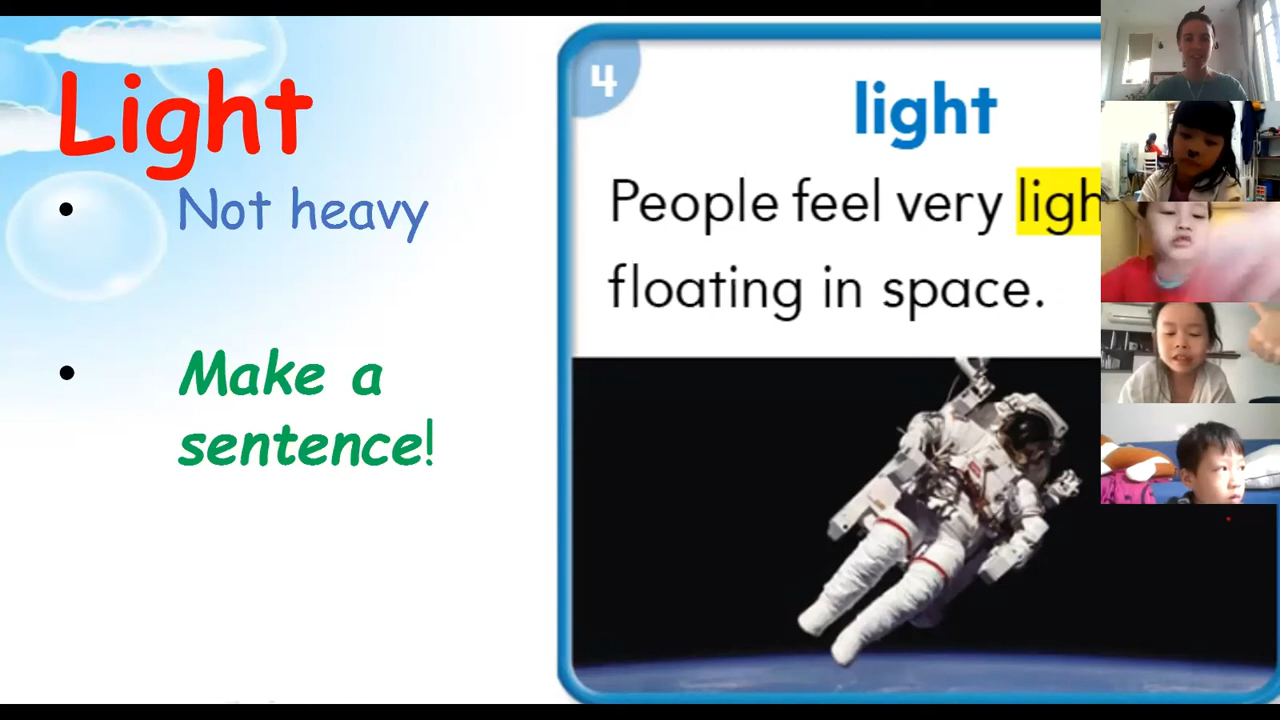 Light
• Not heavy
• Make a
sentence!
4
light
People feel very ligh
floating in space.